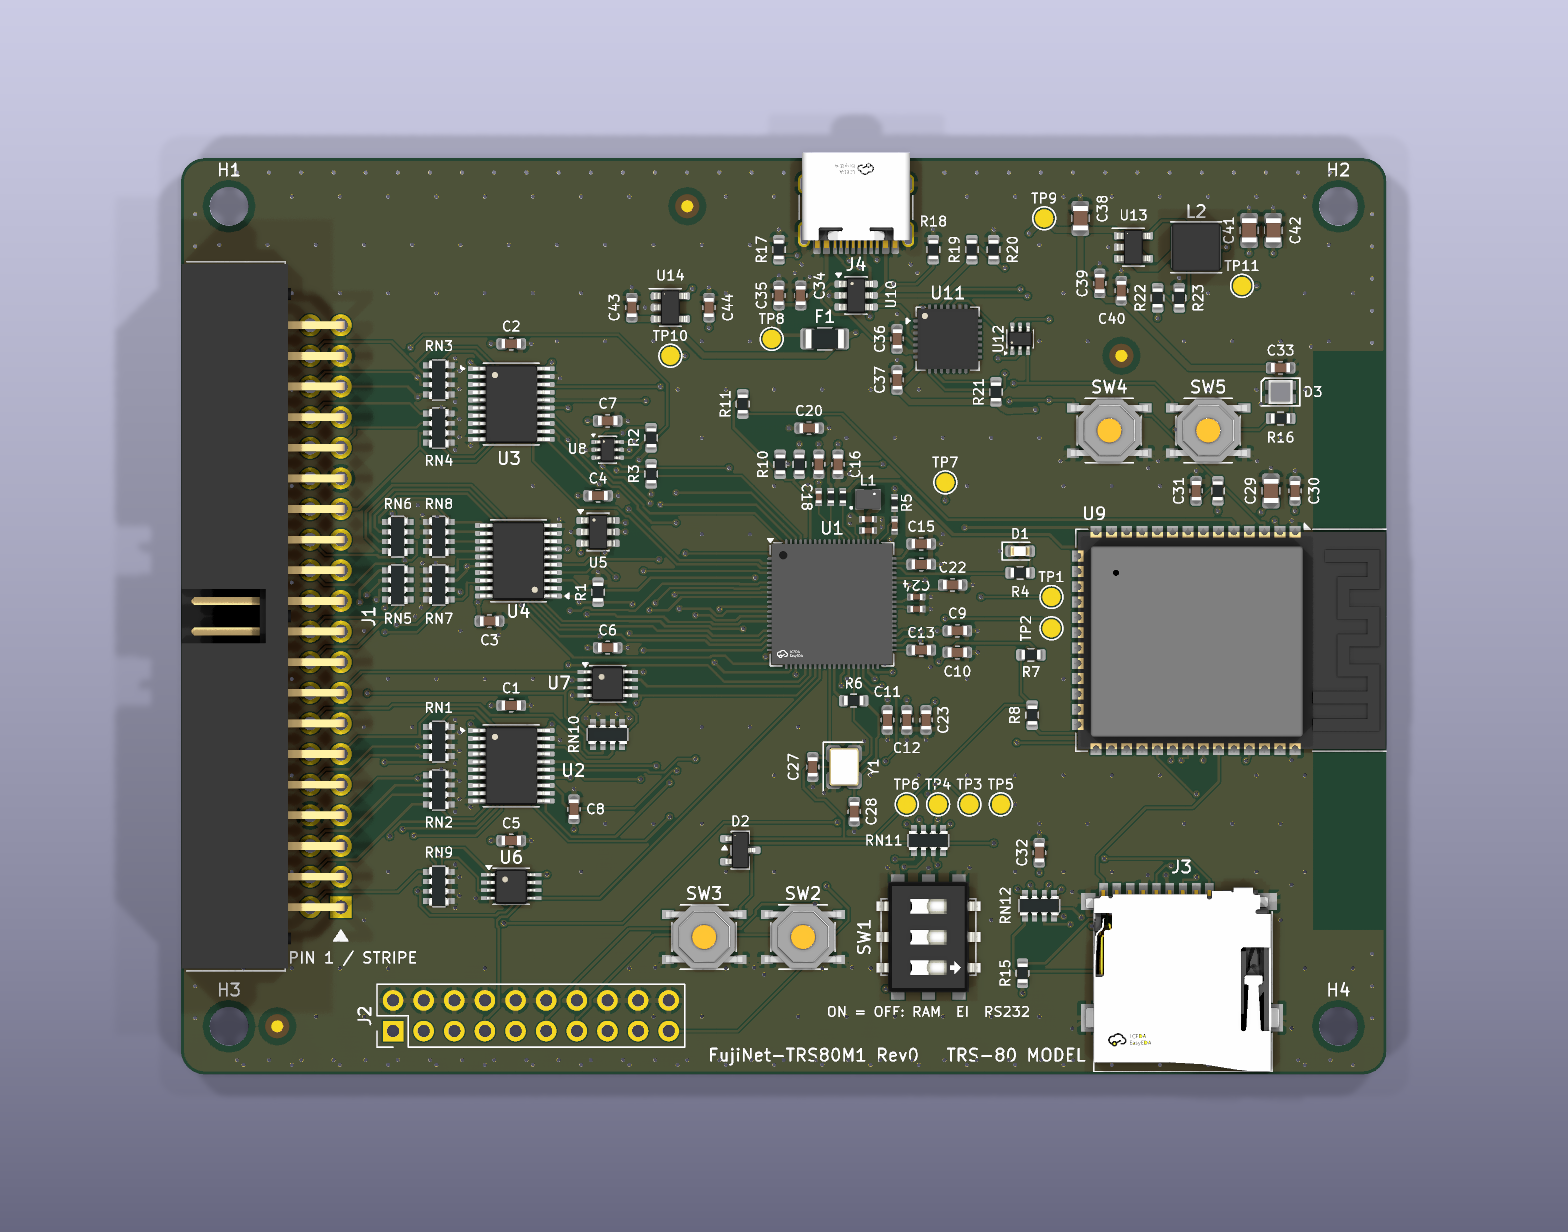 H1
H2
TP9
C38
U13
L2
C41
C42
R17
R18
R19
R20
J4
TP11
U14
C43
C44
C35
C34
U10
U11
C39
R22
R23
C40
TP8
F1
C36
U12
TP10
C2
RN3
C33
C37
R21
SW4
SW5
D3
R11
C7
C20
R16
RN4
U3
U8
R2
R3
R10
C16
TP7
C4
L1
C18
R5
C31
C29
C30
RN6
RN8
U1
C15
U9
D1
U5
C22
R4
TP1
C24
J1
RN5
RN7
U4
R1
C3
C9
TP2
C6
C13
C10
R7
U7
C1
R6
C11
RN1
RN10
C23
R8
C12
U2
C27
Y1
TP6
TP4
TP3
TP5
RN2
C8
C28
D2
RN11
C5
RN9
U6
C32
J3
SW3
SW2
SW1
RN12
PIN 1 / STRIPE
R15
H3
H4
J2
ON = OFF: RAM EI RS232
FujiNet-TRS80M1 Rev0 TRS-80 MODEL